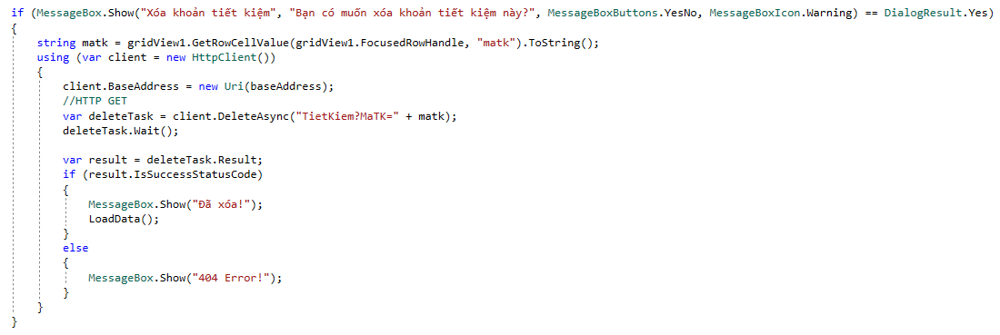 if (MessageBox.Show("Xóa khoản tiết kiệm", "Bạn có muốn xóa khoản tiết kiệm này?", MessageBoxButtons.YesNo, MessageBoxIcon.Warning) == DialogResult.Yes)
{
string matk = gridView1.GetRowCellValue(gridView1.FocusedRowHandle, "matk").ToString();
using (var client = new HttpClient())
{
client.BaseAddress = new Uri(baseAddress);
//HTTP GET
var deleteTask = client.DeleteAsync("TietKiem?MaTK=" + matk);
deleteTask.Wait();
var result = deleteTask.Result;
if (result.IsSuccessStatusCode)
{
MessageBox.Show("Đã xóa!");
LoadData();
}
else
{
MessageBox.Show("404 Error!");
}
}
}